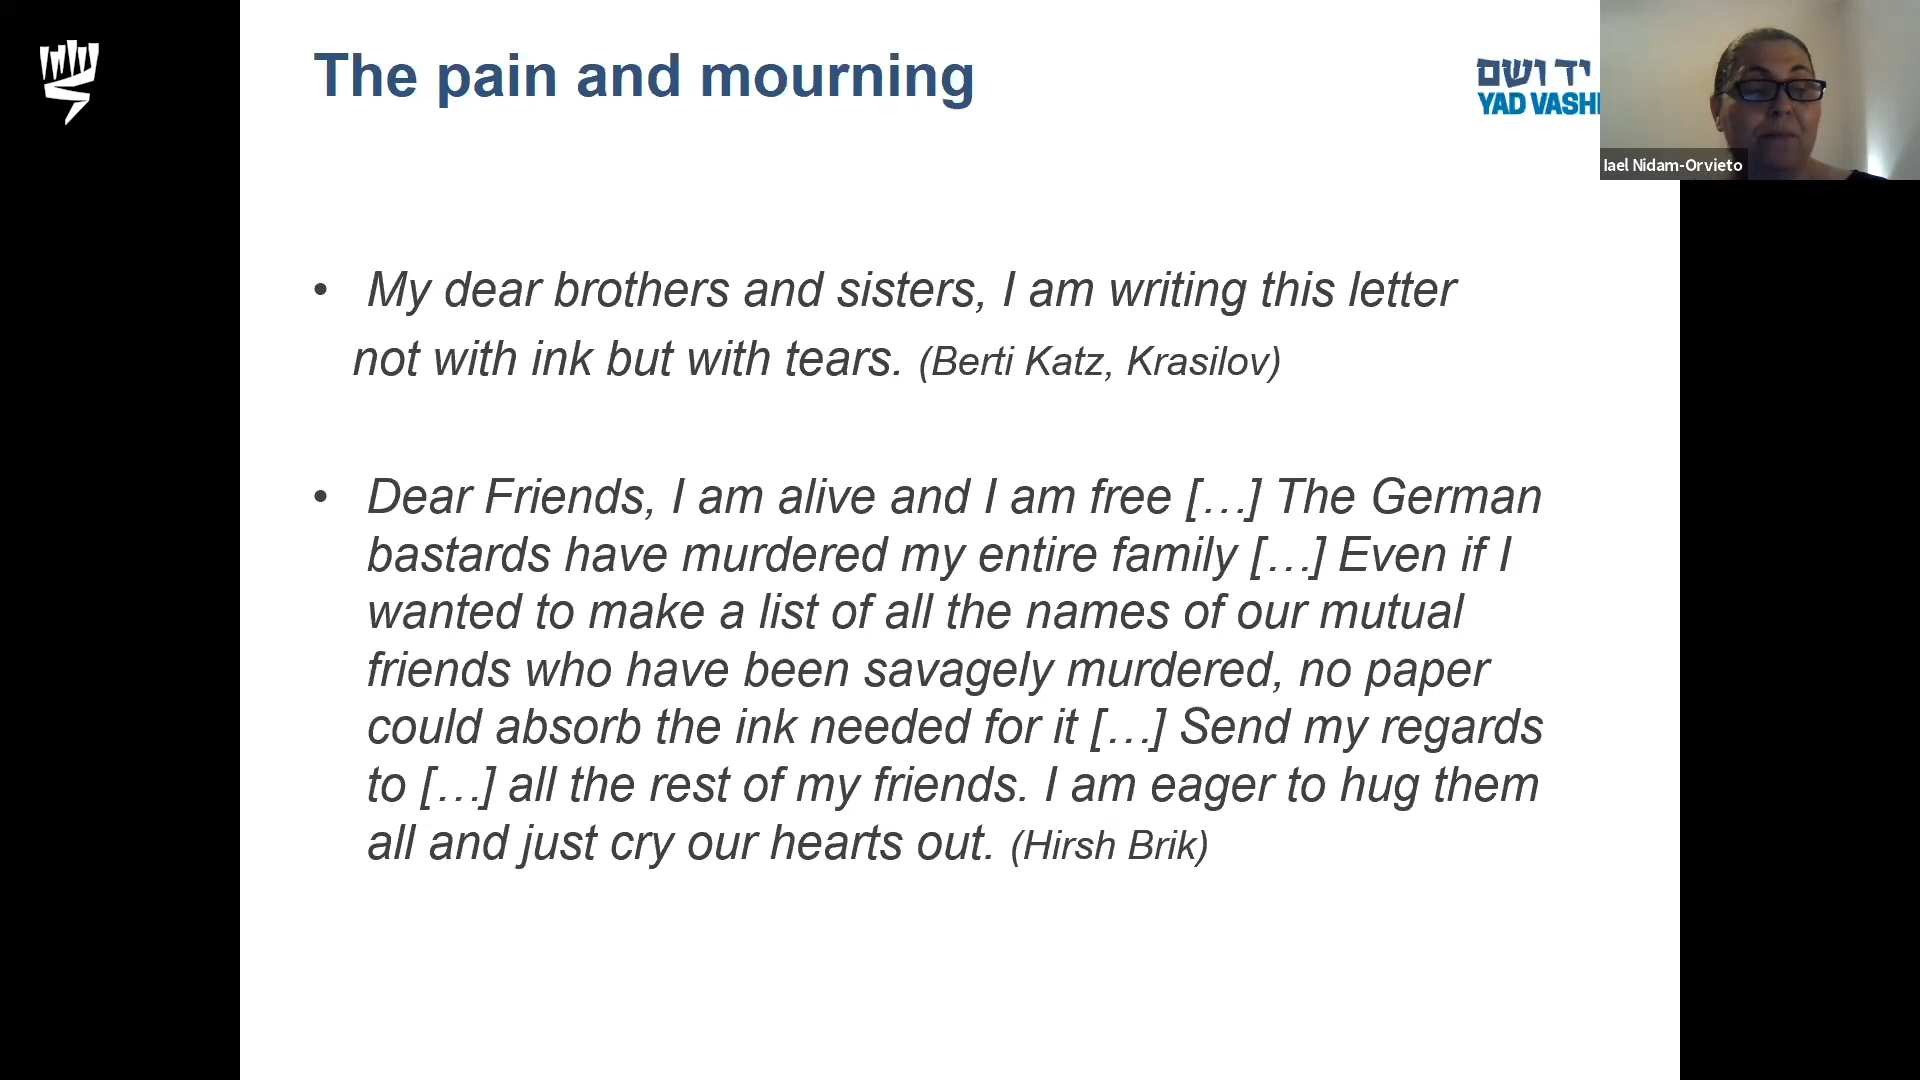 The pain and mourning
יד ושם
YAD VASH
Iael Nidam-Orvieto
• My dear brothers and sisters, I am writing this letter
not with ink but with tears. (Berti Katz, Krasilov)
• Dear Friends, I am alive and I am free […] The German
bastards have murdered my entire family […] Even if I
wanted to make a list of all the names of our mutual
friends who have been savagely murdered, no paper
could absorb the ink needed for it […] Send my regards
to […] all the rest of my friends. I am eager to hug them
all and just cry our hearts out. (Hirsh Brik)